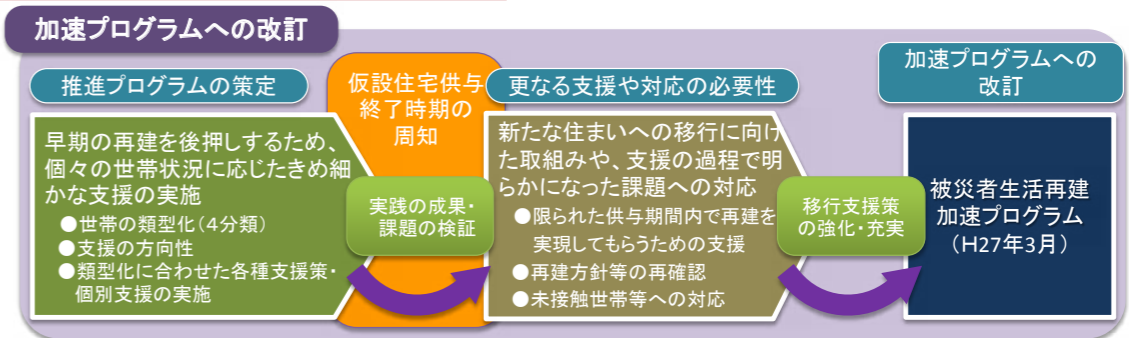 加速プログラムへの改訂
推進プログラムの策定
早期の再建を後押しするため、
個々の世帯状況に応じたきめ細
かな支援の実施
●世帯の類型化（4分類）
●支援の方向性
●類型化に合わせた各種支援策・
個別支援の実施
仮設住宅供与
終了時期の
周知
実践の成果・
課題の検証
更なる支援や対応の必要性
新たな住まいへの移行に向け
た取組みや、支援の過程で明
らかになった課題への対応
●限られた供与期間内で再建を
実現してもらうための支援
●再建方針等の再確認
●未接触世帯等への対応
移行支援策
の強化・充実
加速プログラムへの
改訂
被災者生活再建
加速プログラム
（H27年3月）